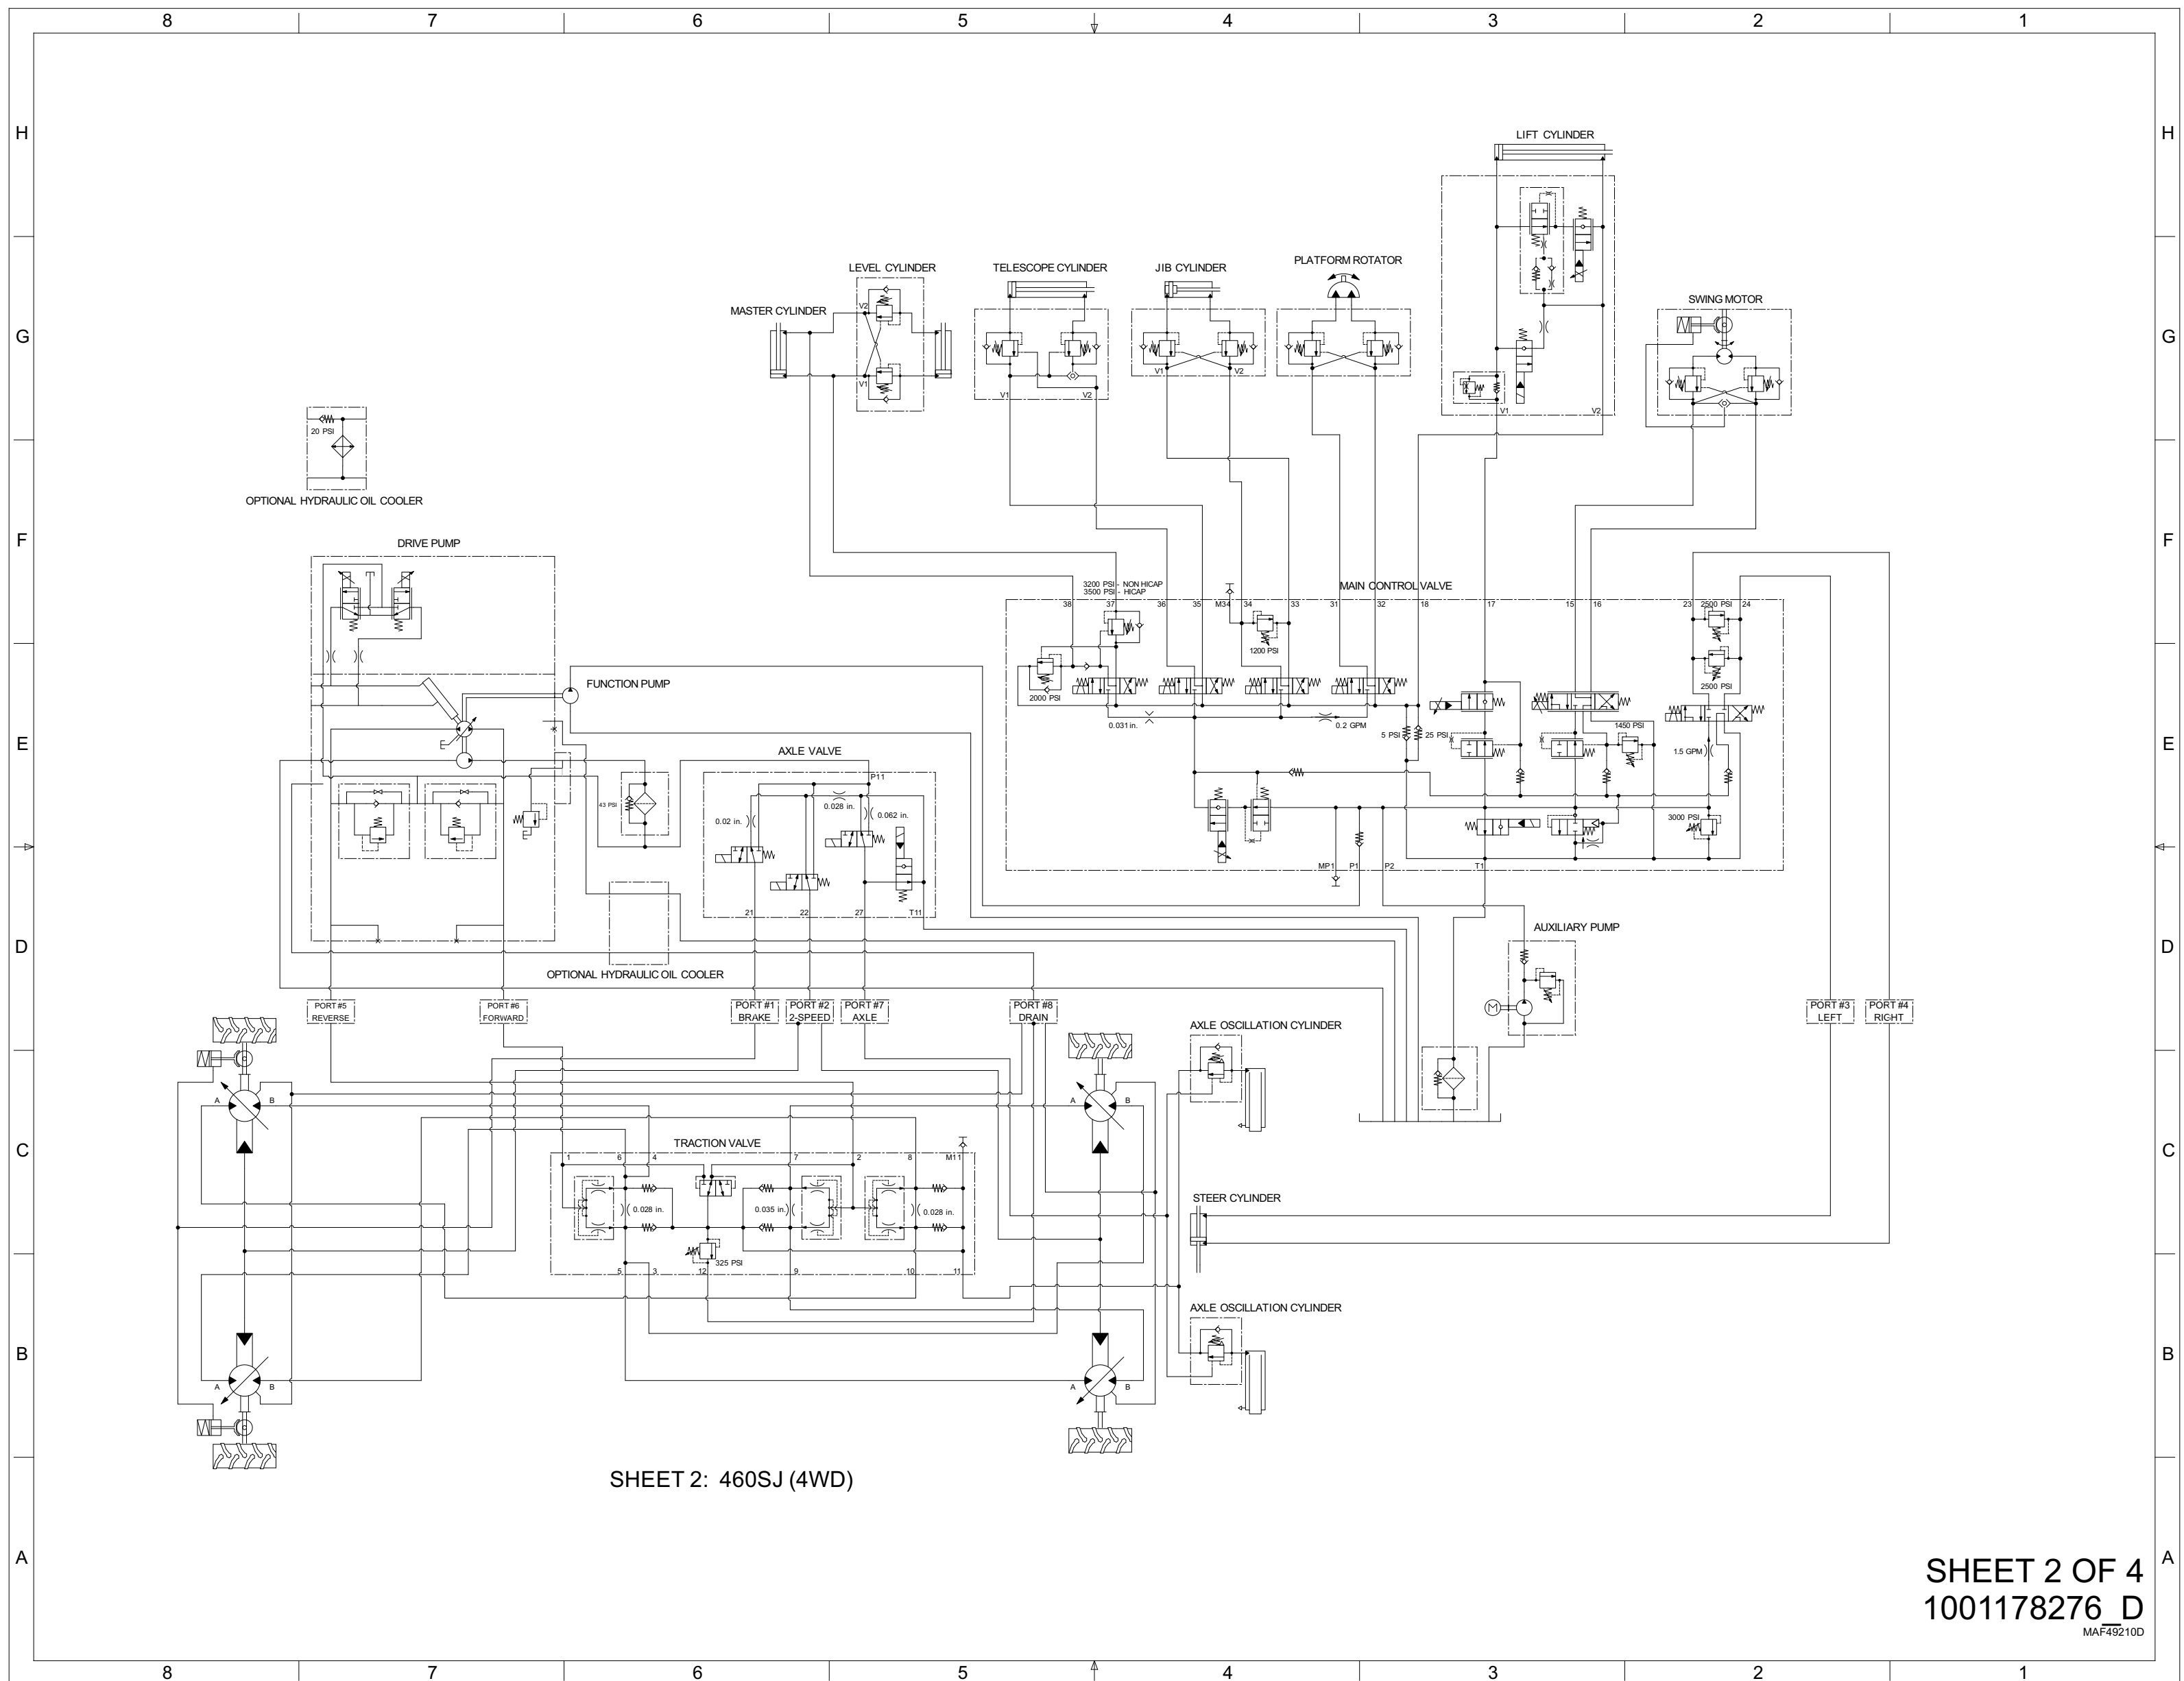 8 7 6 5 4 3 2 1
H H
LIFT CYLINDER
LEVEL CYLINDER
TELESCOPE CYLINDER
JIB CYLINDER
PLATFORM ROTATOR
SWING MOTOR
MASTER CYLINDER
V2
V1
G G
V1 V2
V1 V2
V1 V2
20 PSI
OPTIONAL HYDRAULIC OIL COOLER
F F
DRIVE PUMP
3200 PSI - NON HICAP
3500 PSI - HICAP
MAIN CONTROL VALVE
38 37 36 35 M34 34 33 31 32 18 17 15 16 23 2500 PSI 24
1200 PSI
FUNCTION PUMP
2000 PSI
2500 PSI
0.031 in.
0.2 GPM
5 PSI
25 PSI
1450 PSI
1.5 GPM
E E
AXLE VALVE
P11
43 PSI
0.028 in.
0.02 in.
0.062 in.
3000 PSI
MP1 P1 P2 T1
21 22 27 T11
AUXILIARY PUMP
D D
OPTIONAL HYDRAULIC OIL COOLER
M
PORT #5
REVERSE
PORT #6
FORWARD
PORT #1
BRAKE
PORT #2
2-SPEED
PORT #7
AXLE
PORT #8
DRAIN
PORT #3
LEFT
PORT #4
RIGHT
AXLE OSCILLATION CYLINDER
A B
A B
TRACTION VALVE
C C
1 6 4 7 2 8 M11
0.028 in.
0.035 in.
0.028 in.
STEER CYLINDER
325 PSI
5 3 12 9 10 11
AXLE OSCILLATION CYLINDER
B B
A B
A B
SHEET 2: 460SJ (4WD)
A A
SHEET 2 OF 4
1001178276_D
MAF49210D
8 7 6 5 4 3 2 1